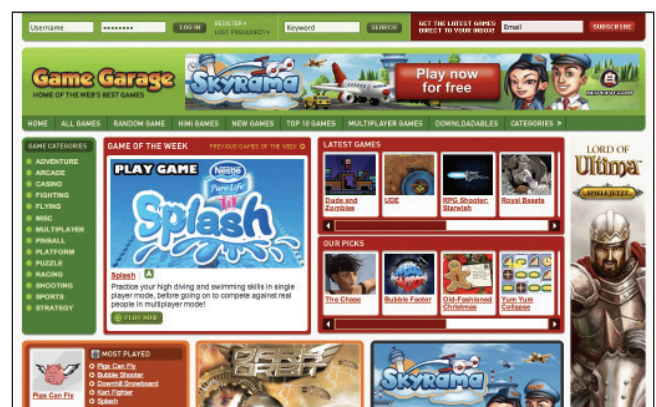 Username
LOG IN
REGISTER
LOST PASSWORD?
Keyword
SEARCH
GET THE LATEST GAMES
DIRECT TO YOUR INBOX!
Email
SUBSCRIBE
Game Garage
HOME OF THE WEB'S BEST GAMES
SKYRAMA
Play now
for free
HOME
ALL GAMES
RANDOM GAME
HiMi GAMES
NEW GAMES
TOP 10 GAMES
MULTIPLAYER GAMES
DOWNLOADABLES
CATEGORIES >
GAME CATEGORIES
ADVENTURE
ARCADE
CASINO
FIGHTING
FLYING
MISC
MULTIPLAYER
PINBALL
PLATFORM
PUZZLE
RACING
SHOOTING
SPORTS
STRATEGY
GAME OF THE WEEK
PREVIOUS GAMES OF THE WEEK
PLAY GAME
Nestle
Pure Life
Splash
Splash
A
Practice your high diving and swimming skills in single
player mode, before going on to compete against real
people in multiplayer mode!
PLAY NOW
LATEST GAMES
Dude and
Zombies
UDE
RPG Shooter:
Starwish
Royal Beasts
OUR PICKS
The Chase
Bubble Factor
Old-Fashioned
Christmas
Yum Yum
Collapse
LORD OF
Ultima
SPIELE JETZT
Pigs Can Fly
MOST PLAYED
Pigs Can Fly
Bubble Shooter
Downhill Snowboard
Kart Fighter
Splash
ORBIT
SKYRAMA